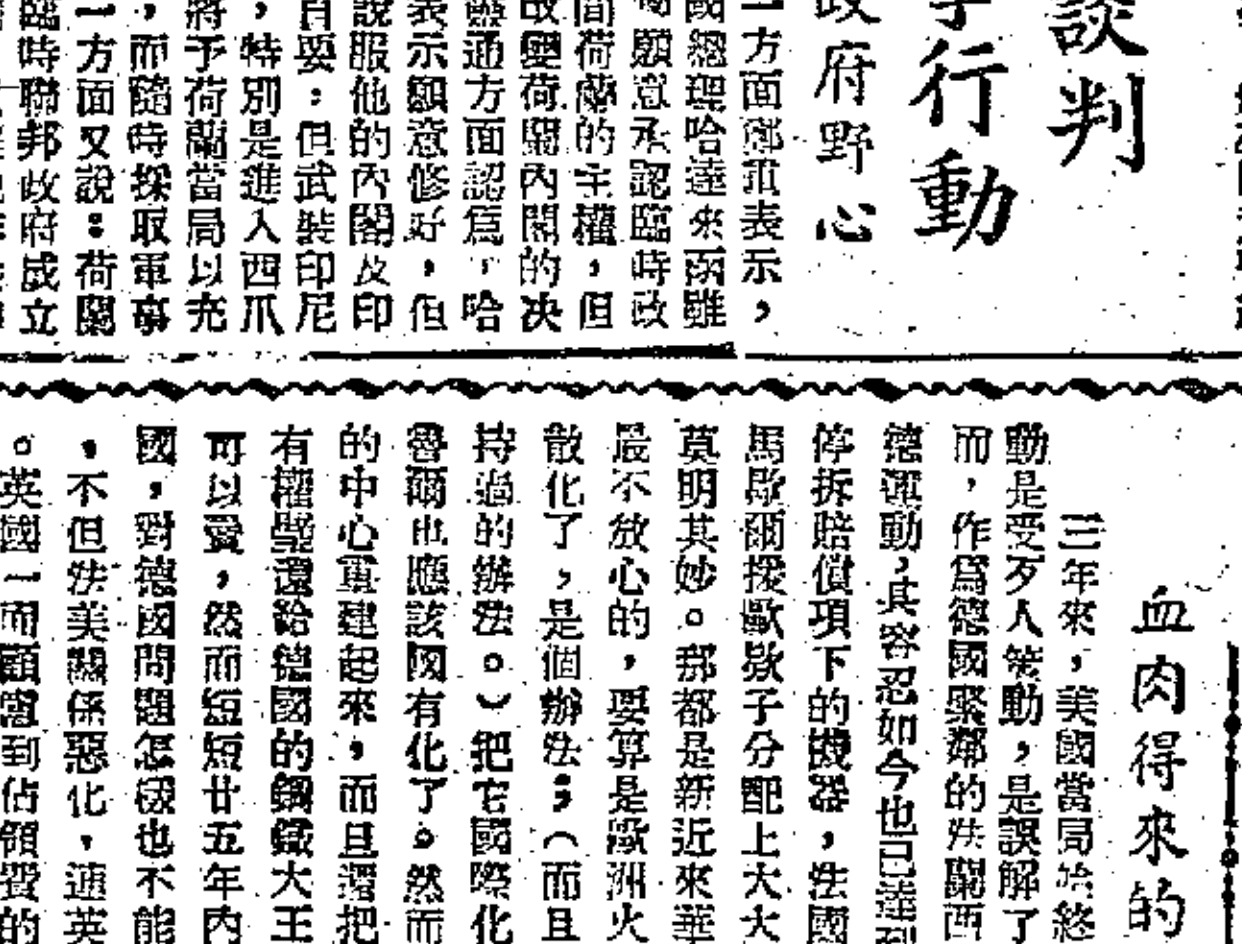 談判
字行動
政府野心
一方面鄭重表示，
國總理哈達來函雖
願意承認臨時政
間荷蘭的主權，但
改變荷蘭內閣的決
藍通方面認爲，哈
表示願意修好，但
說服他的內閣及印
首要：但武裝印尼
，特別是進入西爪
將予荷蘭當局以充
，而隨時採取軍事
一方面又說：荷蘭
臨時聯邦政府成立
血肉得來的
三年來，美國當局始終
動是受歹人策動，是誤解了
而，作爲德國緊鄰的法蘭西
德運動，其容忍如今也已達到
停拆賠償項下的機器，法國
馬歇爾援歐款子分配上大大
莫明其妙。那都是新近來華
最不放心的，要算是歐洲火
散化了，是個辦法；（而且
持過的辦法。）把它國際化
魯爾也應該國有化了。然而
的中心重建起來，而且還把
有權璧還給德國的鋼鐵大王
可以愛，然而短短廿五年內
國，對德國問題怎樣也不能
，不但法美關係惡化，連英
。英國一面顧慮到佔領費的